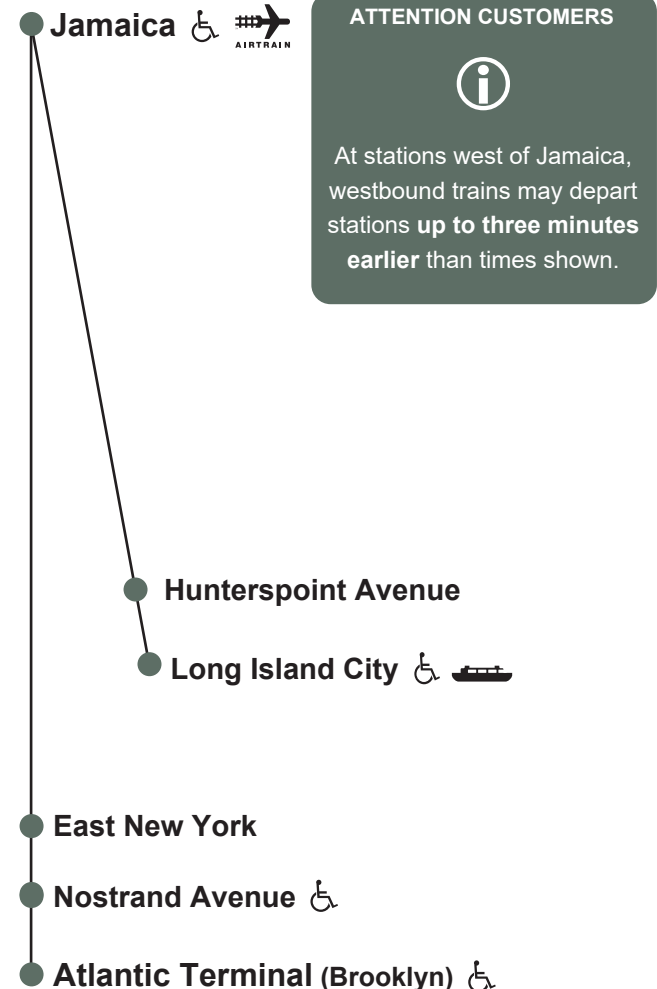 Jamaica
AIRTRAIN
ATTENTION CUSTOMERS
i
At stations west of Jamaica,
westbound trains may depart
stations up to three minutes
earlier than times shown.
Hunterspoint Avenue
Long Island City
East New York
Nostrand Avenue
Atlantic Terminal (Brooklyn)